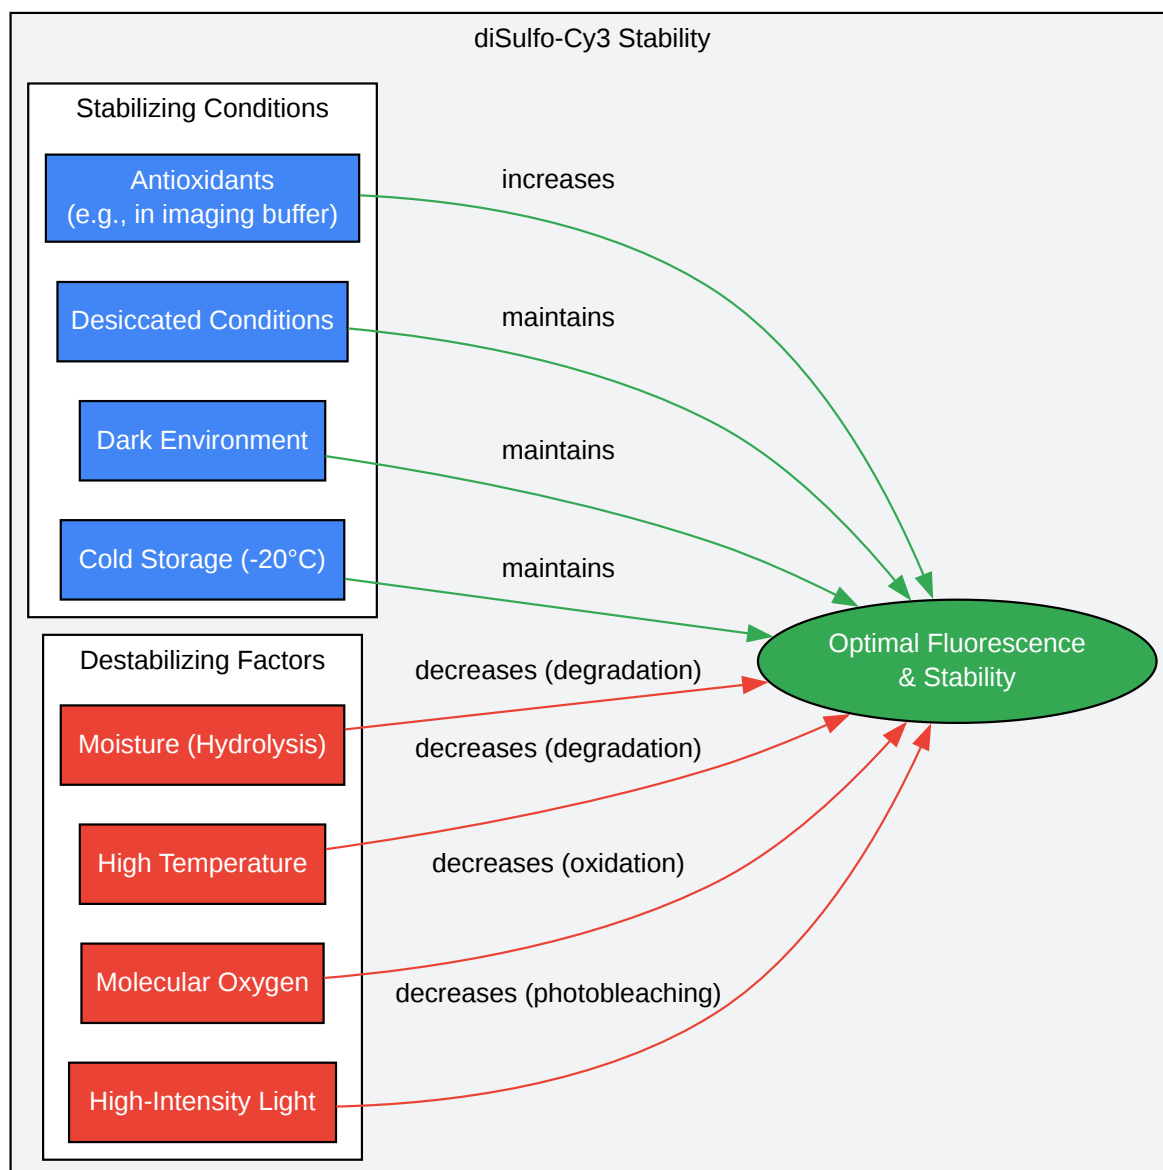 diSulfo-Cy3 Stability
Stabilizing Conditions
Antioxidants
(e.g., in imaging buffer)
increases
Desiccated Conditions
maintains
Dark Environment
maintains
Cold Storage (-20°C)
maintains
Optimal Fluorescence
& Stability
Destabilizing Factors
Moisture (Hydrolysis)
decreases (degradation)
High Temperature
decreases (degradation)
Molecular Oxygen
decreases (oxidation)
High-Intensity Light
decreases (photobleaching)